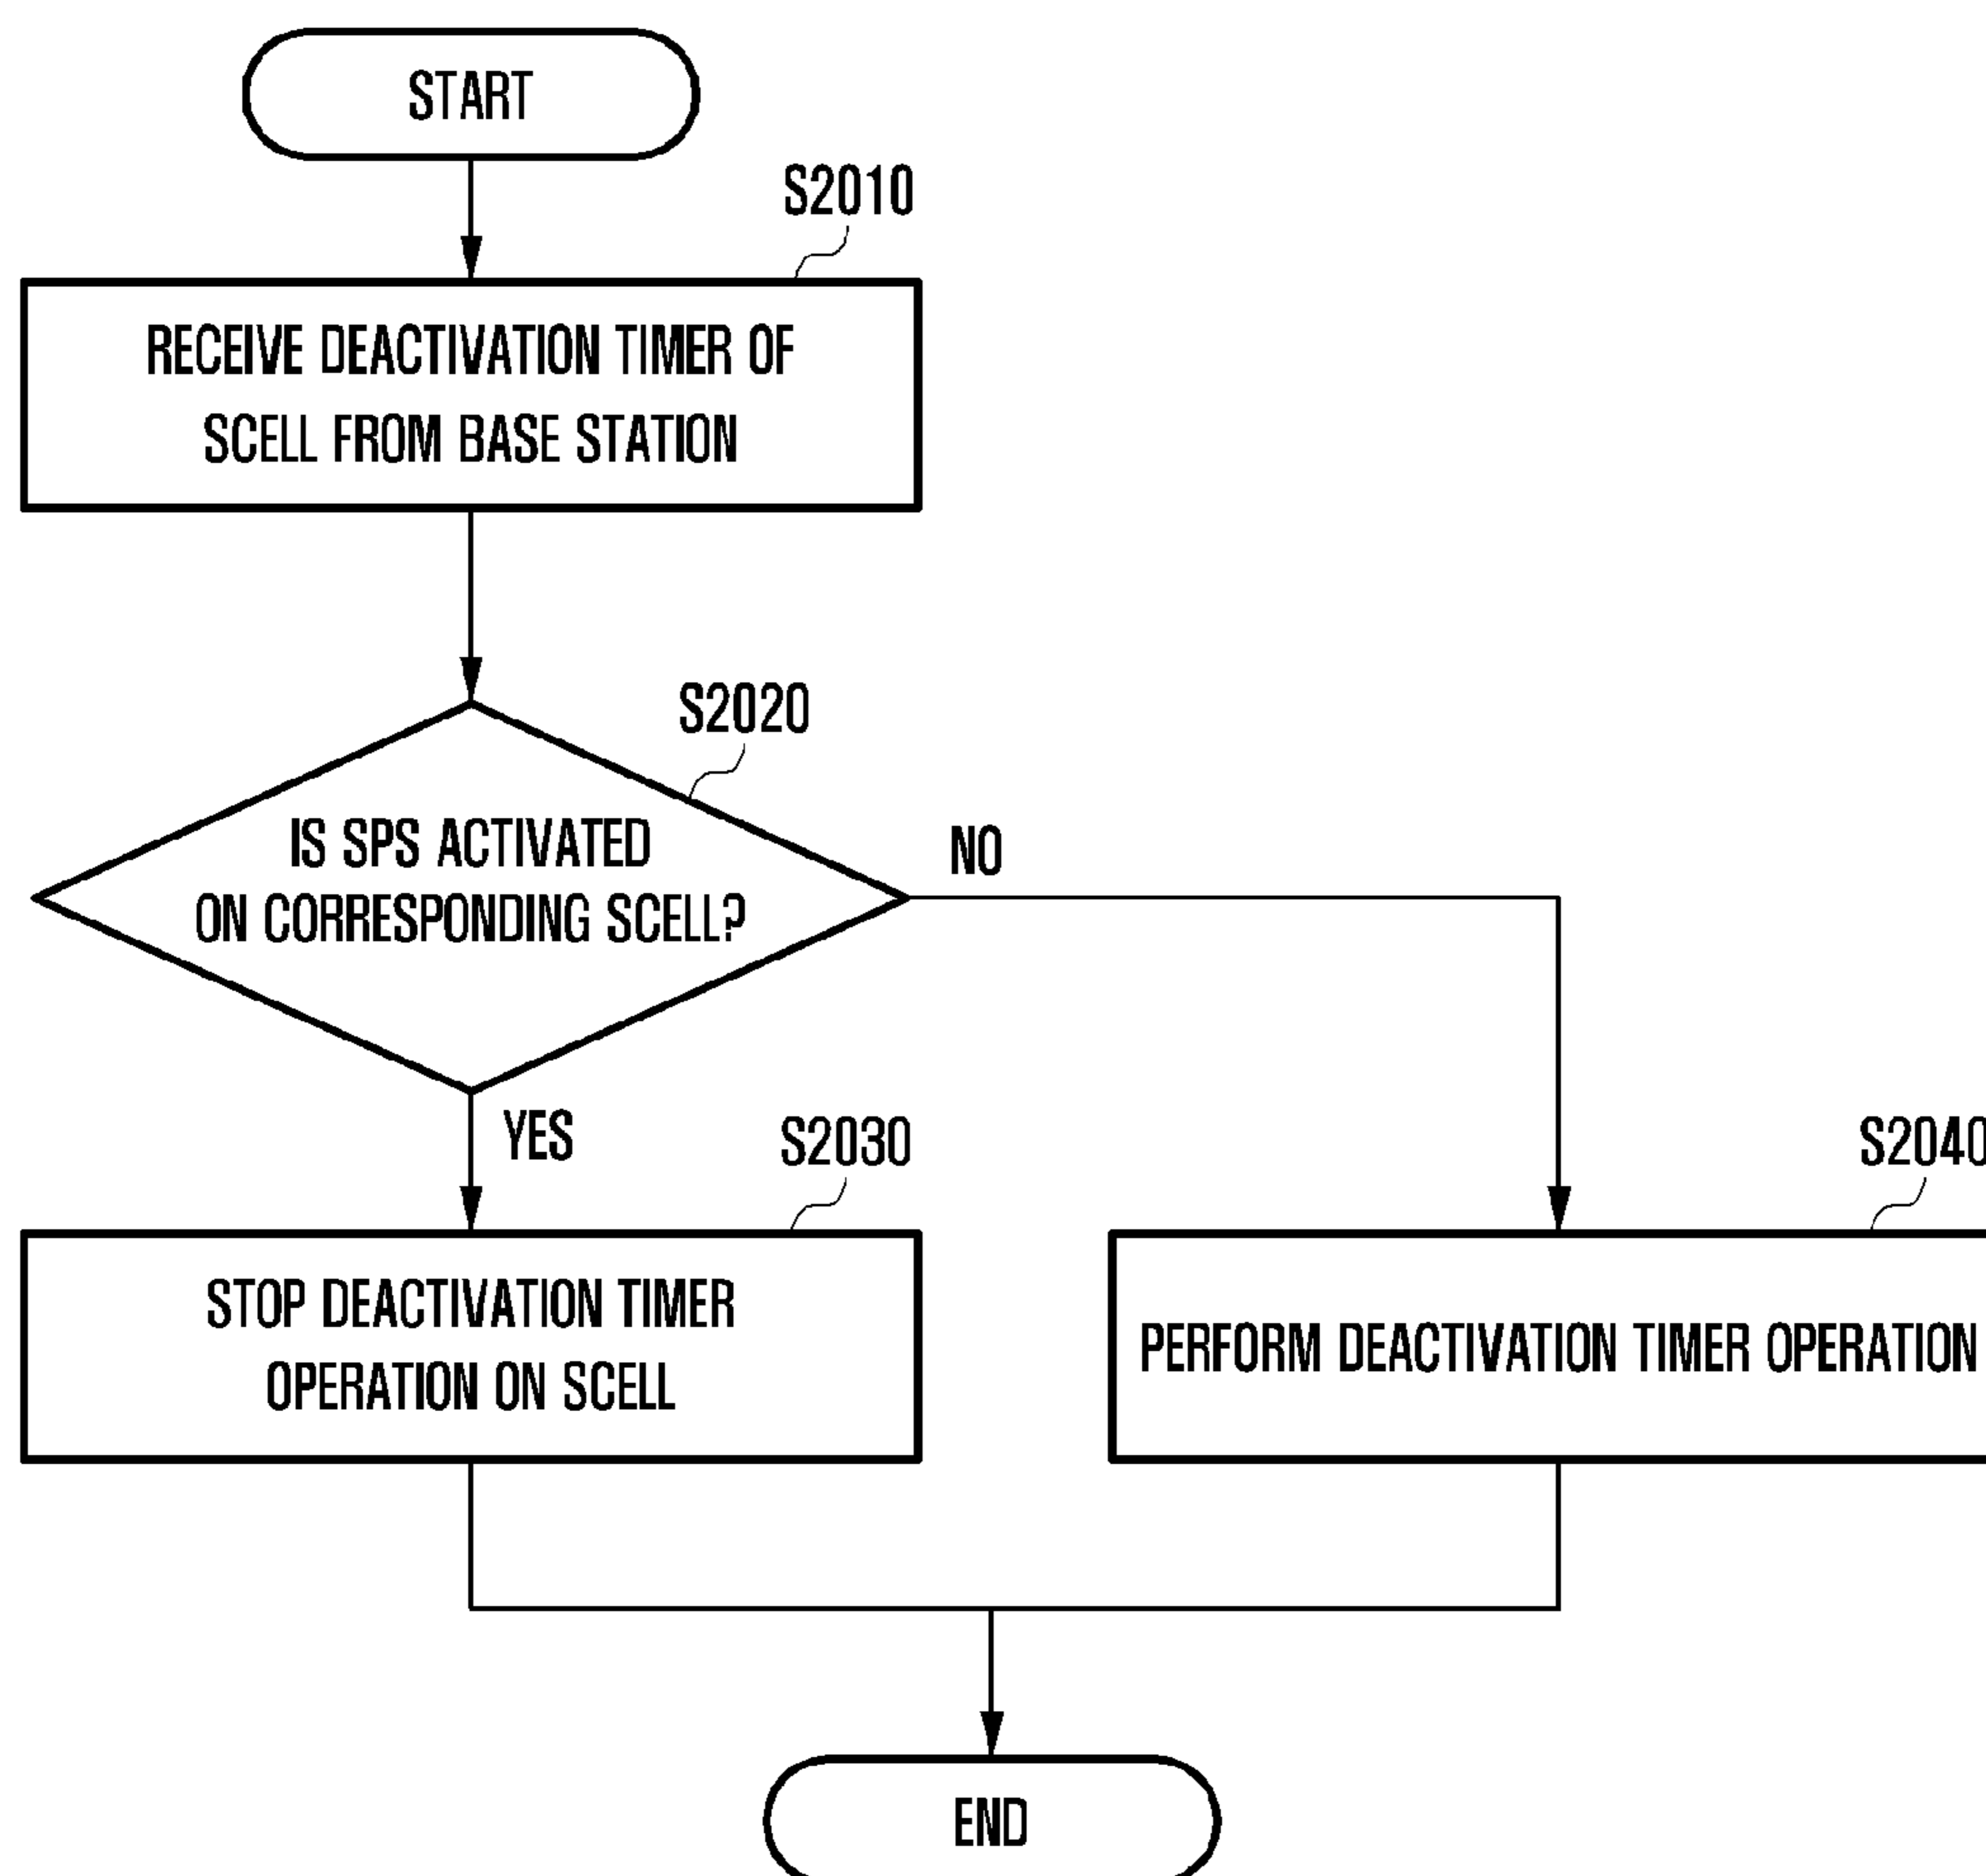 START
S2010
RECEIVE DEACTIVATION TIMER OF
SCELL FROM BASE STATION
S2020
IS SPS ACTIVATED
ON CORRESPONDING SCELL?
NO
YES
S2030
S2040
STOP DEACTIVATION TIMER
OPERATION ON SCELL
PERFORM DEACTIVATION TIMER OPERATION
END